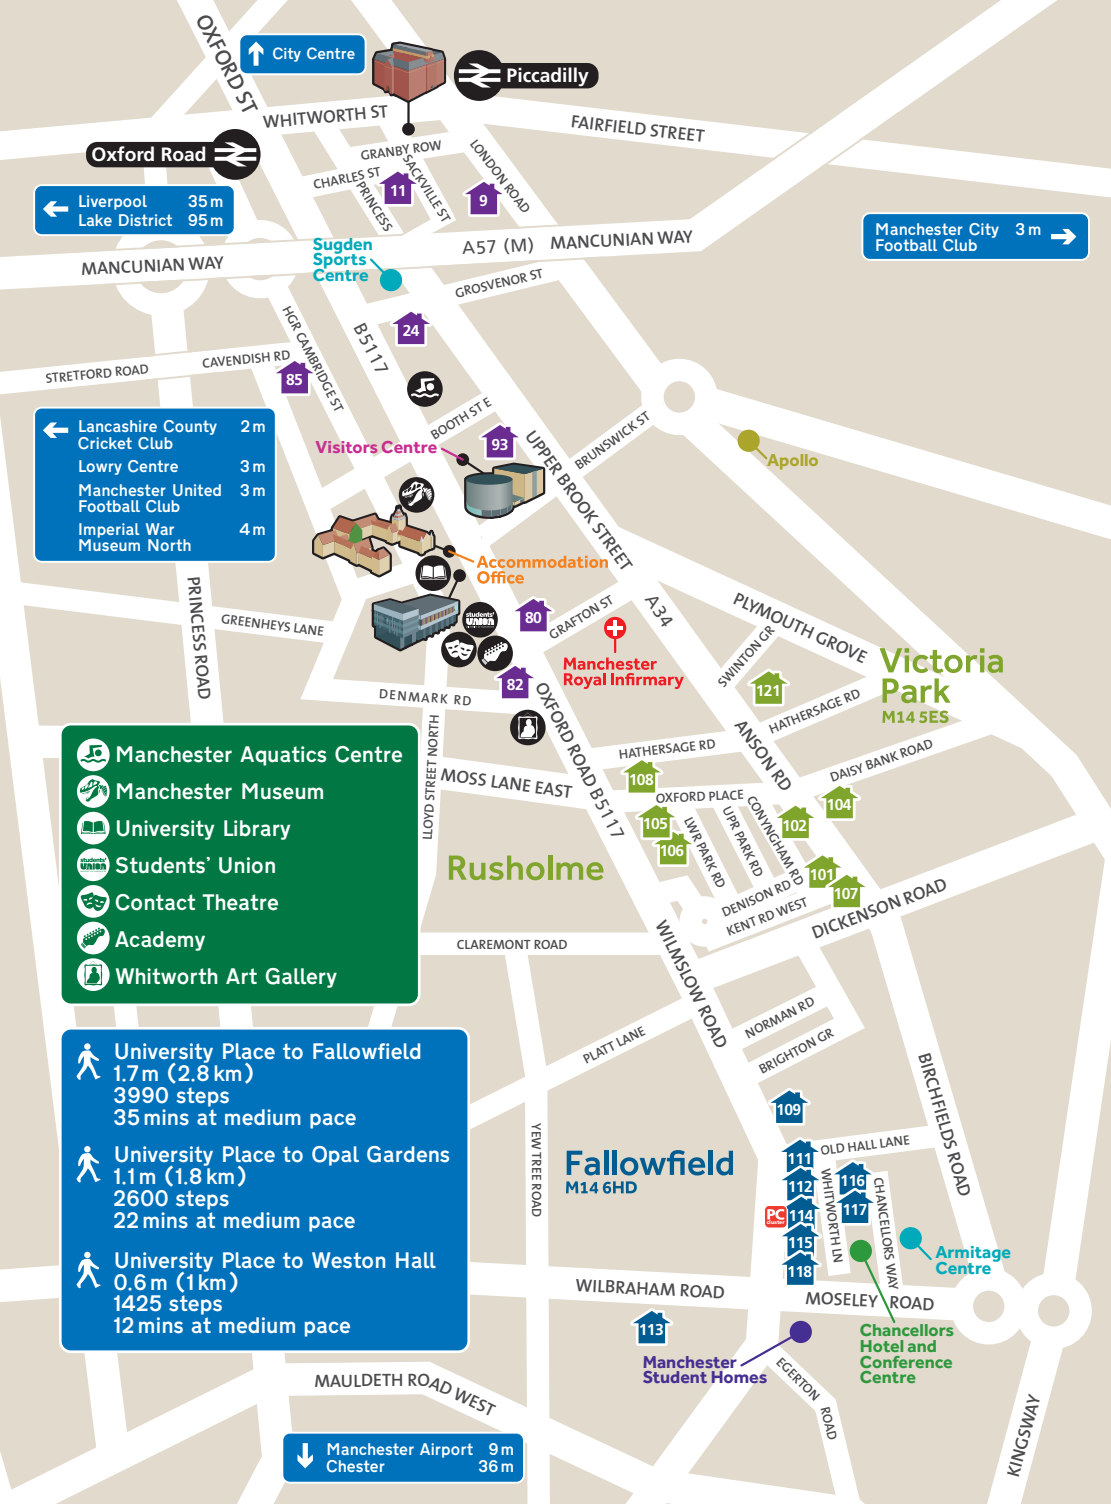 OXFORD ST
City Centre
Piccadilly
WHITWORTH ST
FAIRFIELD STREET
Oxford Road
GRANBY ROW
LONDON ROAD
CHARLES ST
SACKVILLE ST
PRINCESS
11
9
Liverpool 35m
Lake District 95m
Manchester City 3m
Football Club
A57 (M) MANCUNIAN WAY
Sugden
Sports
Centre
MANCUNIAN WAY
GROSVENOR ST
HGR CAMBRIDGE ST
B5117
24
CAVENDISH RD
STRETFORD ROAD
85
BOOTH ST E
Lancashire County 2m
Cricket Club
Lowry Centre 3m
Manchester United 3m
Football Club
Imperial War 4m
Museum North
Visitors Centre
93
UPPER BROOK STREET
BRUNSWICK ST
Apollo
Accommodation
Office
PRINCESS ROAD
GREENHEYS LANE
students'
UNION
80
GRAFTON ST
A34
PLYMOUTH GROVE
SWINTON GR
Manchester
Royal Infirmary
Victoria
Park
M14 5ES
82
121
DENMARK RD
OXFORD ROAD B5117
HATHERSAGE RD
ANSON RD
HATHERSAGE RD
DAISY BANK ROAD
LLOYD STREET NORTH
MOSS LANE EAST
108
OXFORD PLACE
CONYNGHAM RD
104
105
106
102
LWR PARK RD
UPR PARK RD
101
107
Manchester Aquatics Centre
Manchester Museum
University Library
students'
UNION
Students' Union
Contact Theatre
Academy
Whitworth Art Gallery
Rusholme
DENISON RD
KENT RD WEST
DICKENSON ROAD
CLAREMONT ROAD
WILMSLOW ROAD
NORMAN RD
PLATT LANE
BRIGHTON GR
BIRCHFIELDS ROAD
University Place to Fallowfield
1.7m (2.8km)
3990 steps
35mins at medium pace
University Place to Opal Gardens
1.1m (1.8km)
2600 steps
22mins at medium pace
University Place to Weston Hall
0.6m (1km)
1425 steps
12mins at medium pace
109
YEW TREE ROAD
Fallowfield
M14 6HD
OLD HALL LANE
111
112
114
115
118
116
117
PC
cluster
WHITWORTH LN
CHANCELLORS WAY
Armitage
Centre
WILBRAHAM ROAD
MOSELEY ROAD
113
Manchester
Student Homes
Chancellors
Hotel and
Conference
Centre
EGERTON ROAD
MAULDETH ROAD WEST
KINGSWAY
Manchester Airport 9m
Chester 36m